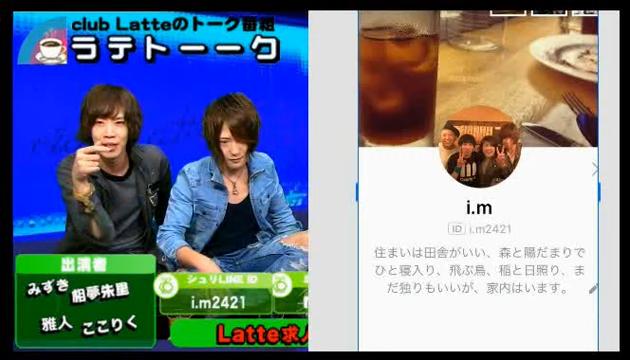 club Latteのトーク番組
ラテトーーク
出演者
みずき
相夢朱里
雅人
ここりく
シュリLINE ID
i.m2421
Latte求人
i.m
ID i.m2421
住まいは田舎がいい、森と陽だまりで
ひと寝入り、飛ぶ鳥、稲と日照り、ま
だ独りもいいが、家内はいます。